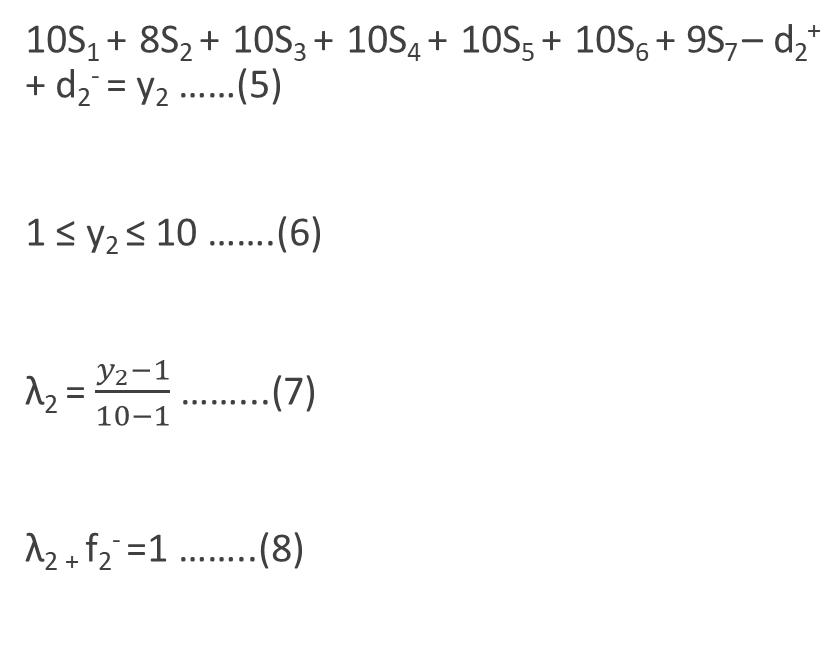 10S₁ + 8S₂ + 10S₃ + 10S₄ + 10S₅ + 10S₆ + 9S₇ – d₂⁺
+ d₂⁻ = y₂ ......(5)
1 ≤ y₂ ≤ 10 .......(6)
λ₂ = \frac{y₂−1}{10−1} .........(7)
λ₂ ₊ f₂⁻ =1 ........(8)